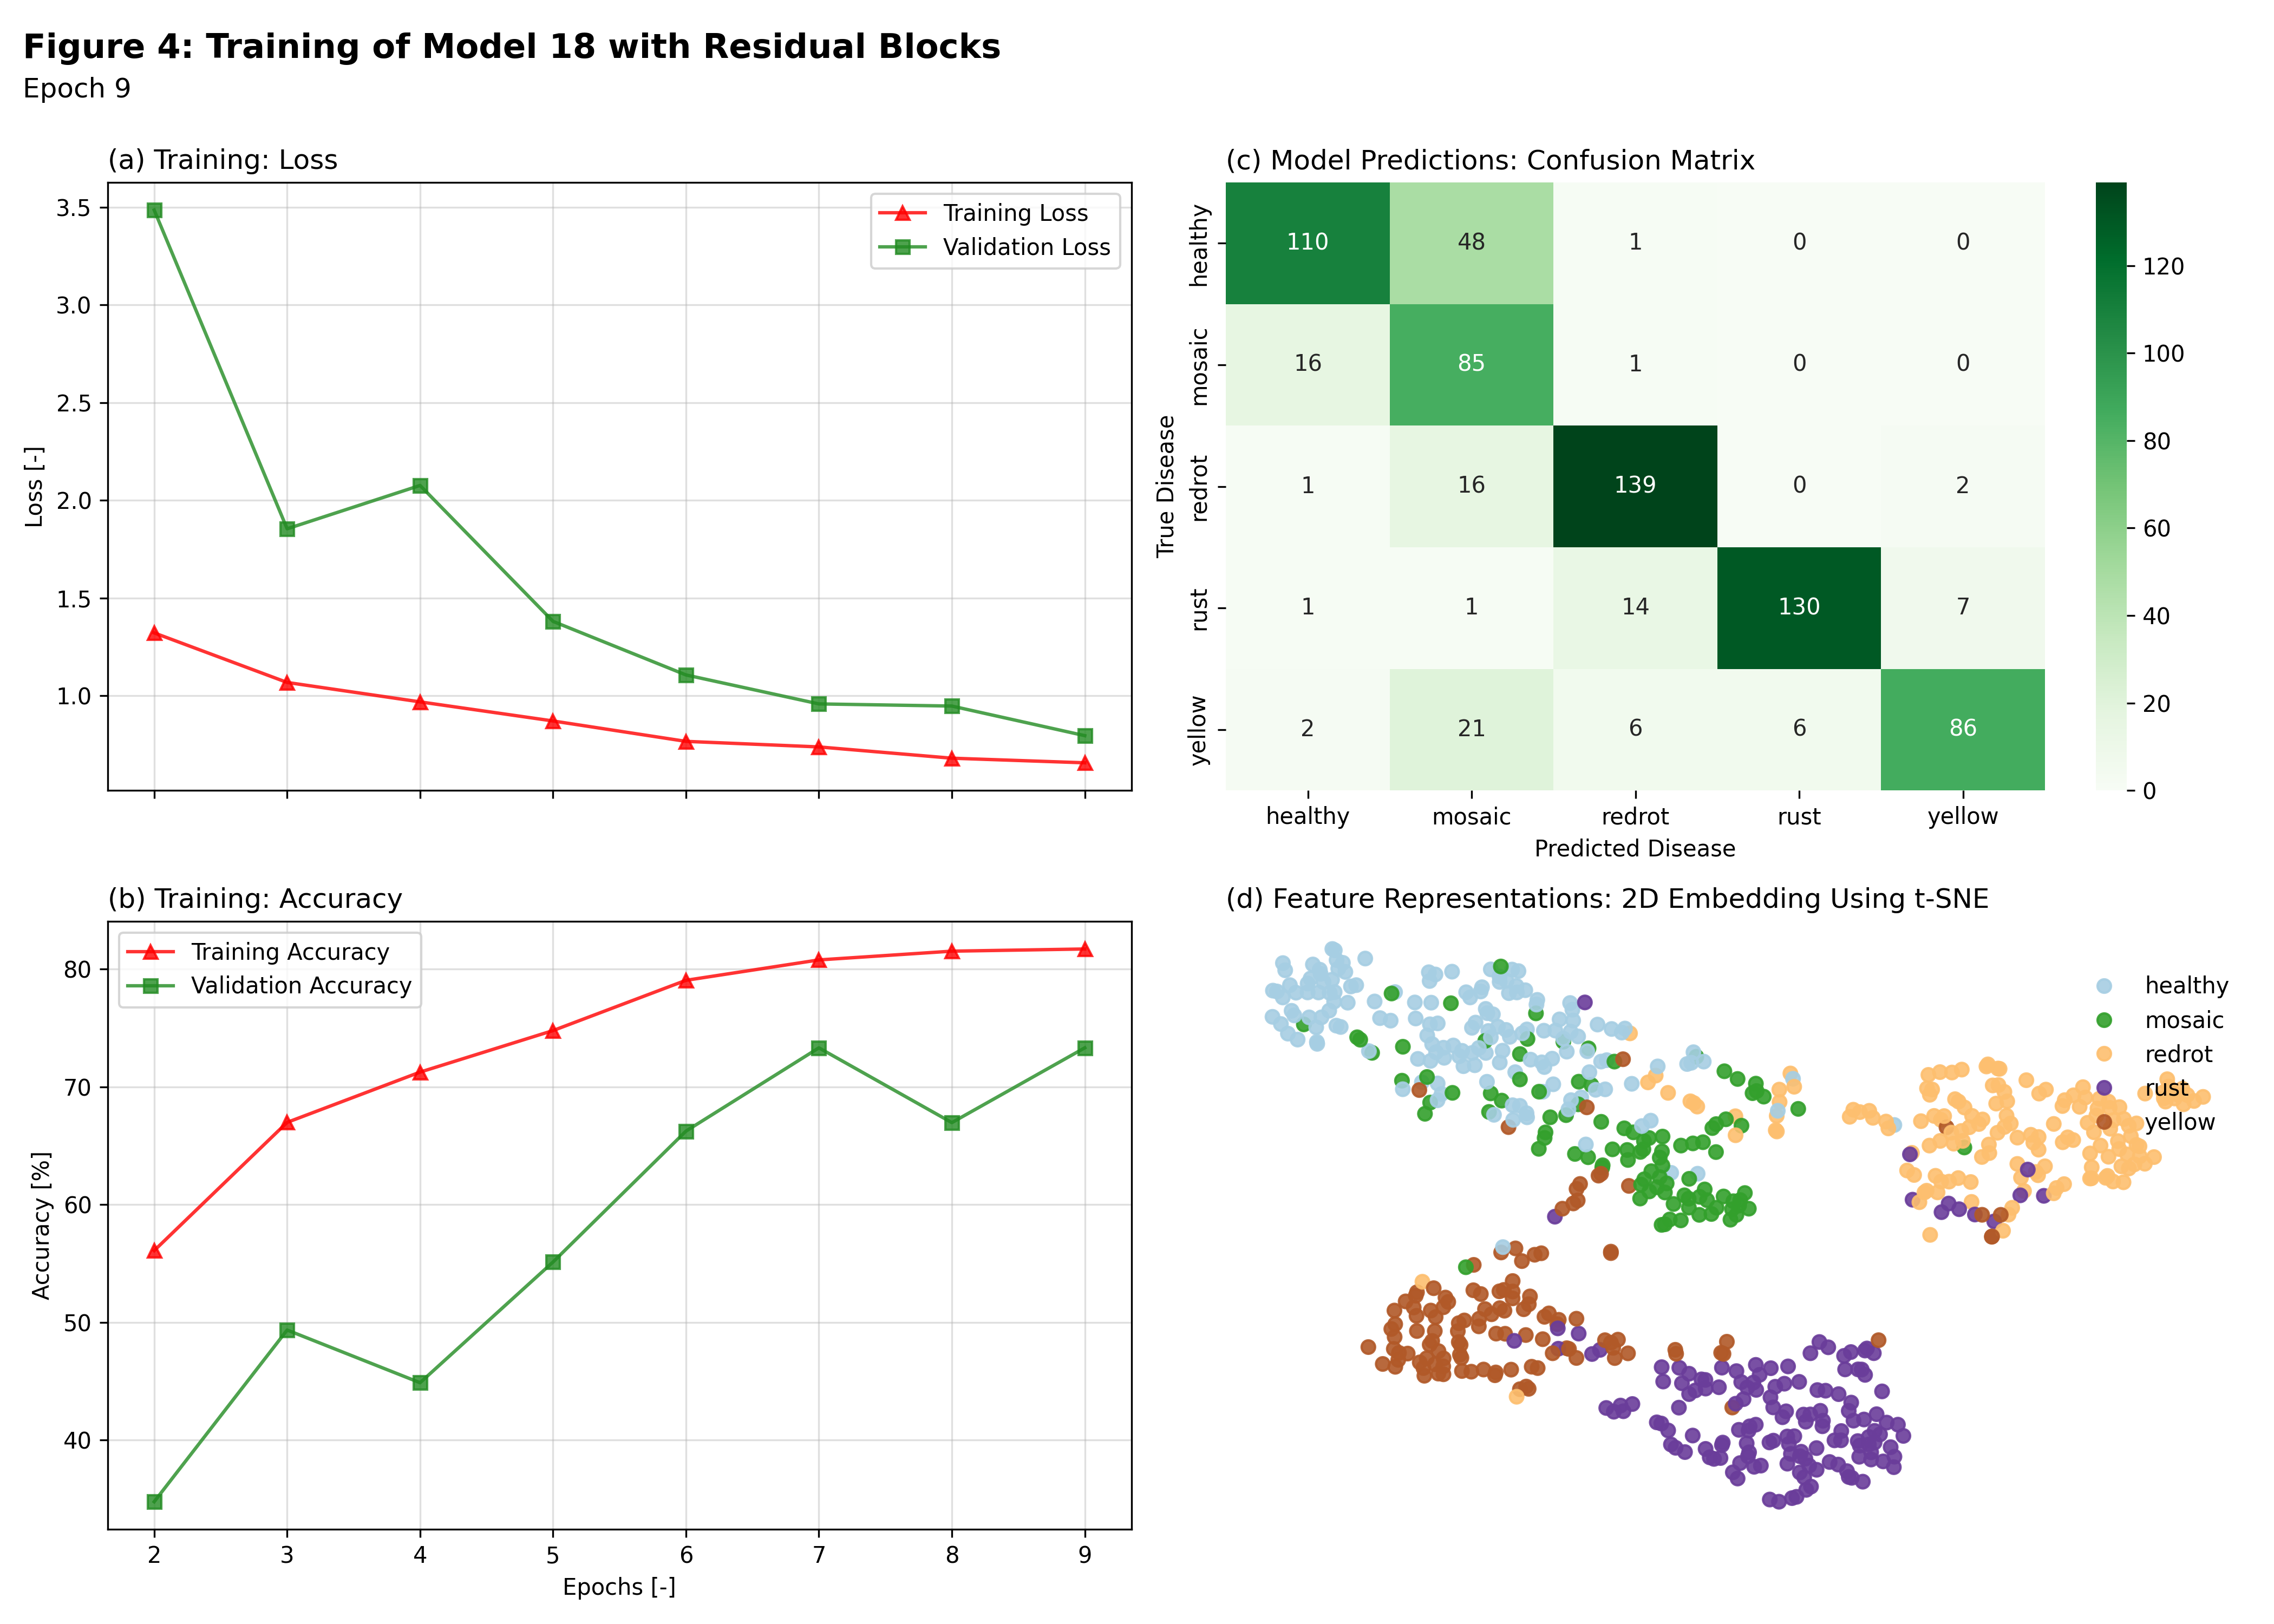 Figure 4: Training of Model 18 with Residual Blocks
Epoch 9
(a) Training: Loss
3.5
3.0
2.5
2.0
1.5
1.0
Loss [-]
Training Loss
Validation Loss
(b) Training: Accuracy
80
70
60
50
40
Accuracy [%]
Training Accuracy
Validation Accuracy
2 3 4 5 6 7 8 9
Epochs [-]
(c) Model Predictions: Confusion Matrix
True Disease
healthy 110 48 1 0 0
mosaic 16 85 1 0 0
redrot 1 16 139 0 2
rust 1 1 14 130 7
yellow 2 21 6 6 86
healthy mosaic redrot rust yellow
Predicted Disease
120
100
80
60
40
20
0
(d) Feature Representations: 2D Embedding Using t-SNE
healthy
mosaic
redrot
rust
yellow